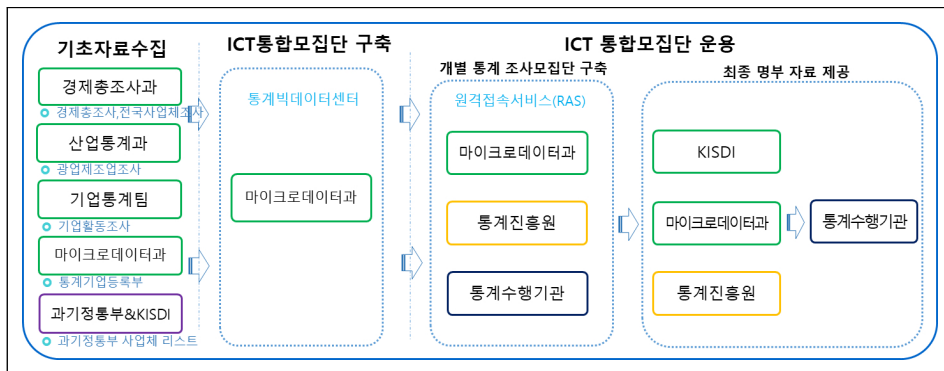 기초자료수집
경제총조사과
경제총조사,전국사업체조사
산업통계과
광업제조업조사
기업통계팀
기업활동조사
마이크로데이터과
통계기업등록부
과기정통부&KISDI
과기정통부 사업체 리스트
ICT통합모집단 구축
통계빅데이터센터
마이크로데이터과
ICT 통합모집단 운용
개별 통계 조사모집단 구축
원격접속서비스(RAS)
마이크로데이터과
통계진흥원
통계수행기관
최종 명부 자료 제공
KISDI
마이크로데이터과
통계진흥원
통계수행기관